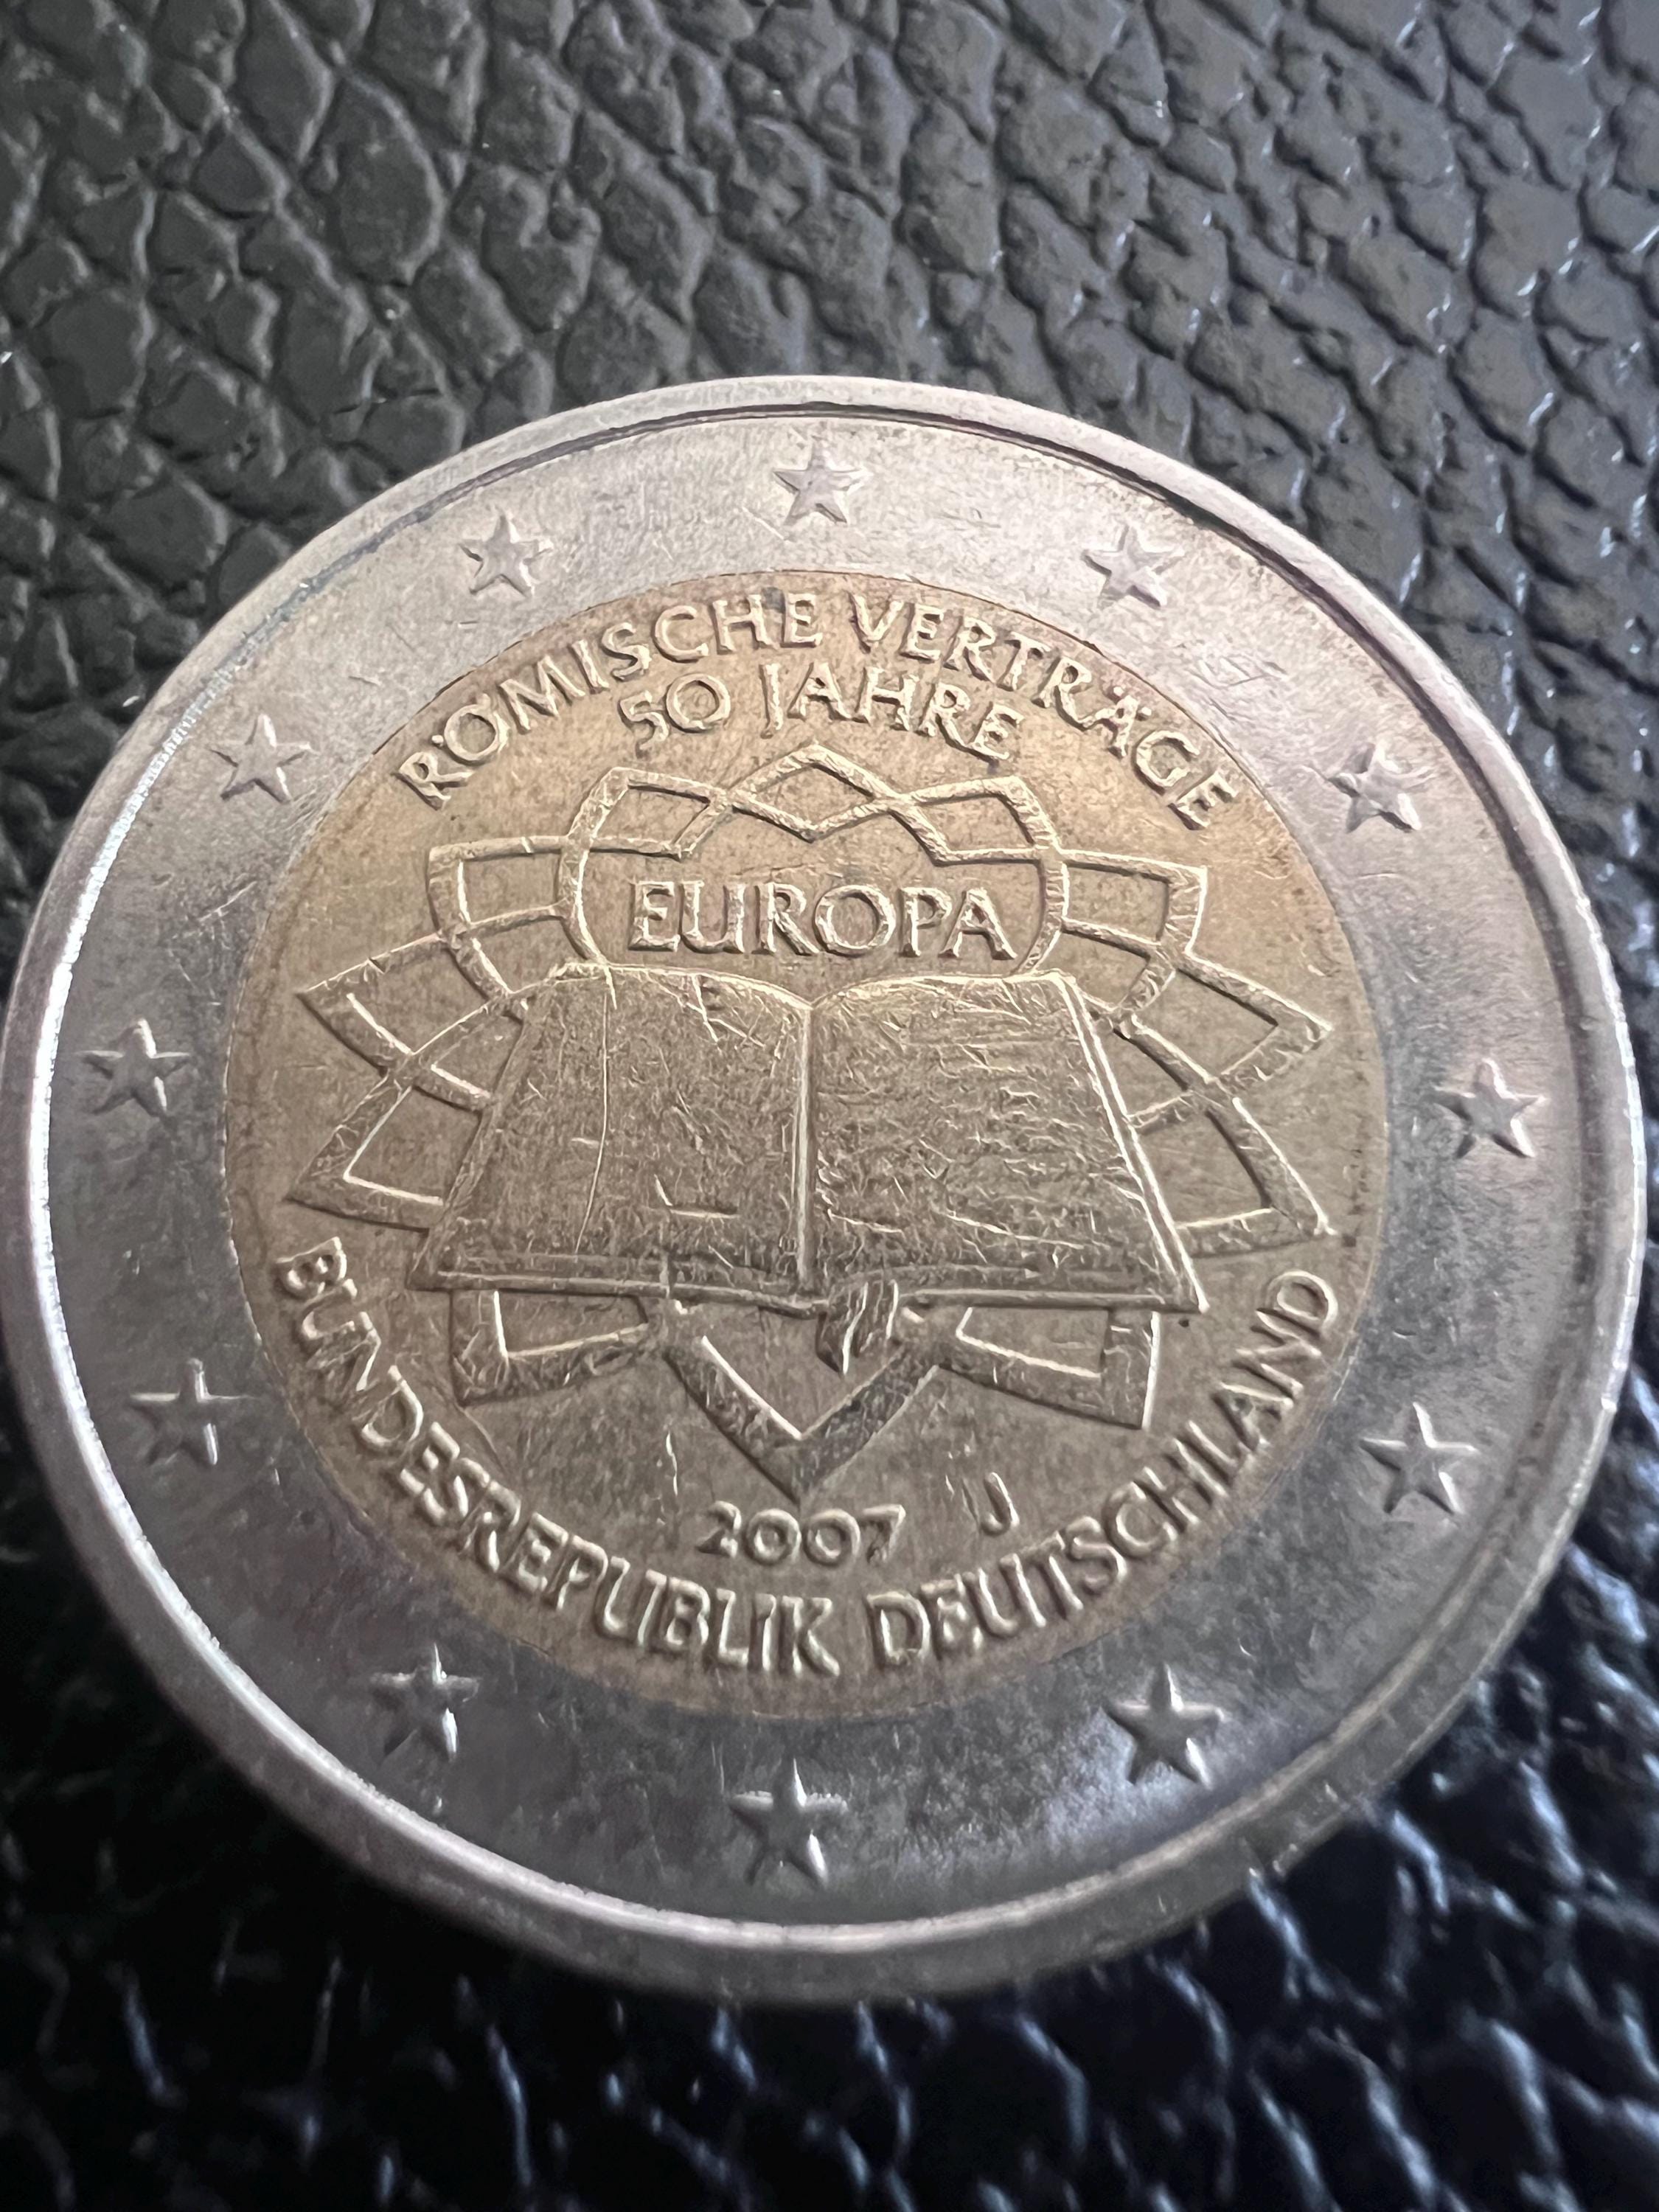 RÖMISCHE VERTRÄGE
50 JAHRE
EUROPA
2007 J
BUNDESREPUBLIK DEUTSCHLAND